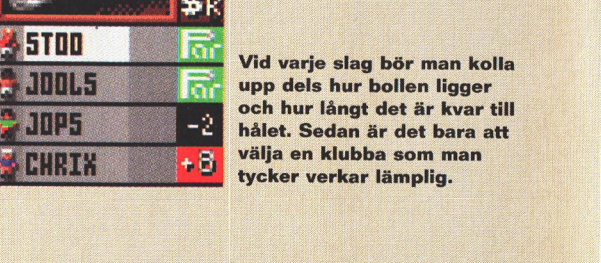 STOO Par
JOOLS Par
JOPS -2
CHRIX +8
Vid varje slag bör man kolla
upp dels hur bollen ligger
och hur långt det är kvar till
hålet. Sedan är det bara att
välja en klubba som man
tycker verkar lämplig.